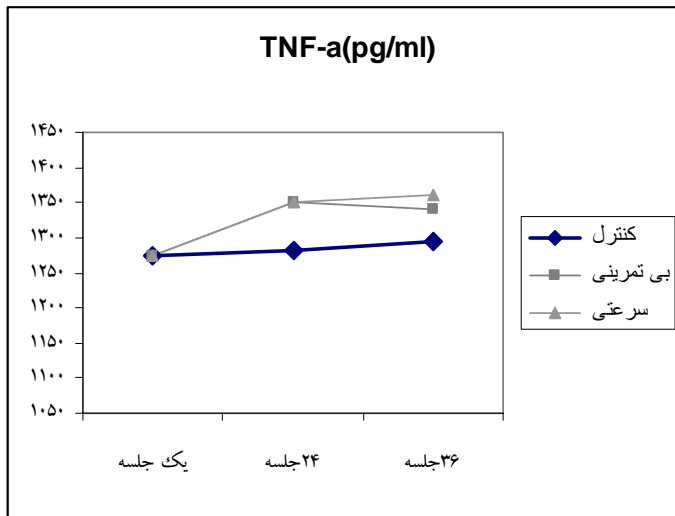 TNF-a(pg/ml)
۱۴۵۰
۱۴۰۰
۱۳۵۰
۱۳۰۰
۱۲۵۰
۱۲۰۰
۱۱۵۰
۱۱۰۰
۱۰۵۰
یک جلسه
۲۴جلسه
۳۶جلسه
کنترل
بی تمرینی
سرعتی